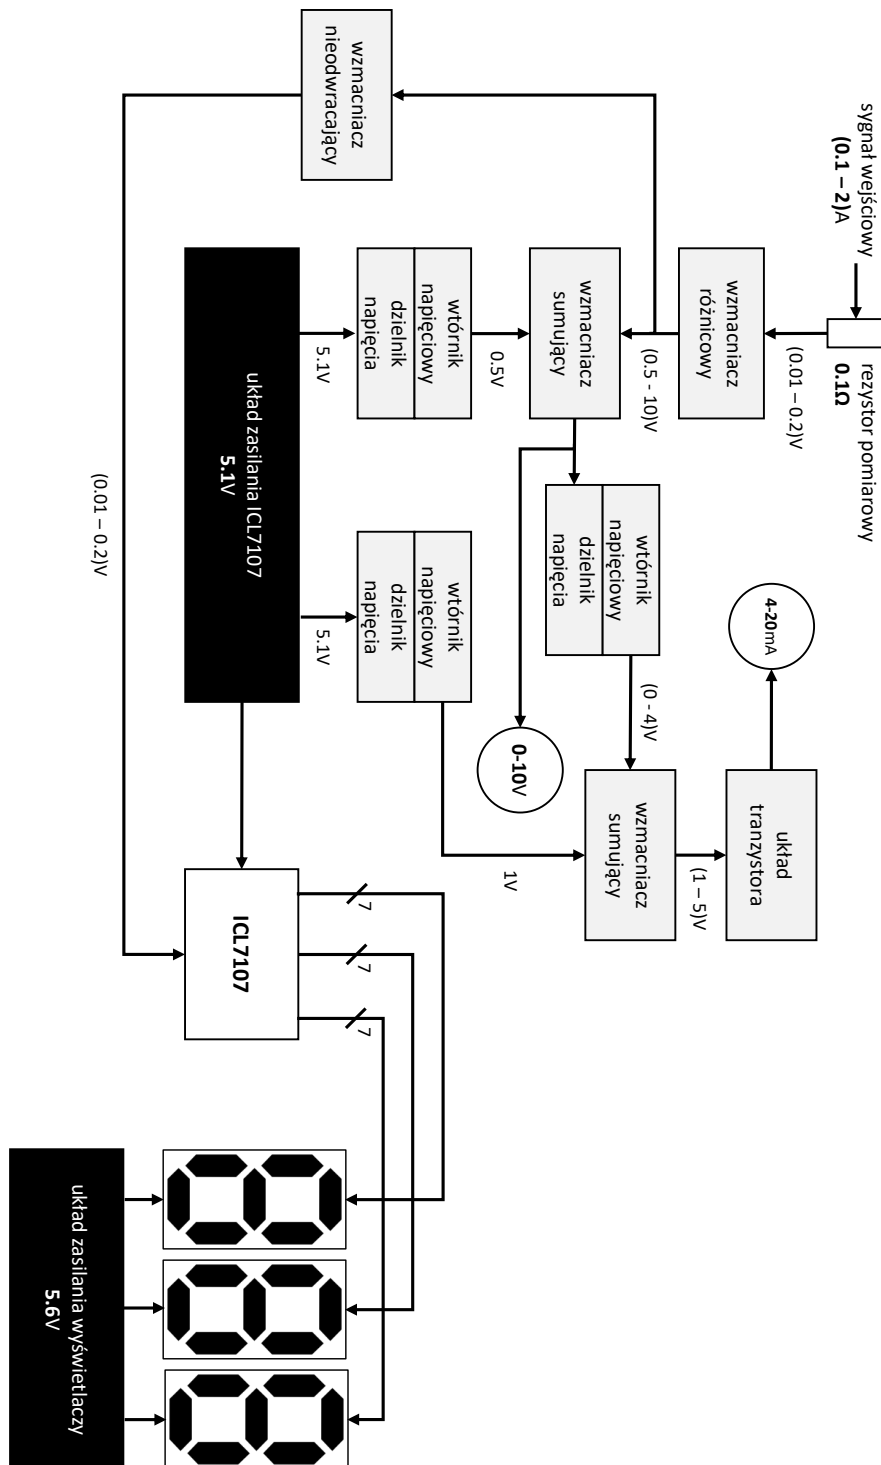 sygnał wejściowy
(0.1 – 2)A
rezystor pomiarowy
0.1Ω
(0.01 – 0.2)V
wzmacniacz
różnicowy
(0.5 - 10)V
wzmacniacz
nieodwracający
wzmacniacz
sumujący
0.5V
wtórnik
napięciowy
dzielnik
napięcia
5.1V
układ zasilania ICL7107
5.1V
(0.01 – 0.2)V
wtórnik
napięciowy
dzielnik
napięcia
(0 - 4)V
0-10V
wtórnik
napięciowy
dzielnik
napięcia
5.1V
1V
wzmacniacz
sumujący
(1 – 5)V
układ
tranzystora
4-20mA
ICL7107
7
7
7
układ zasilania wyświetlaczy
5.6V